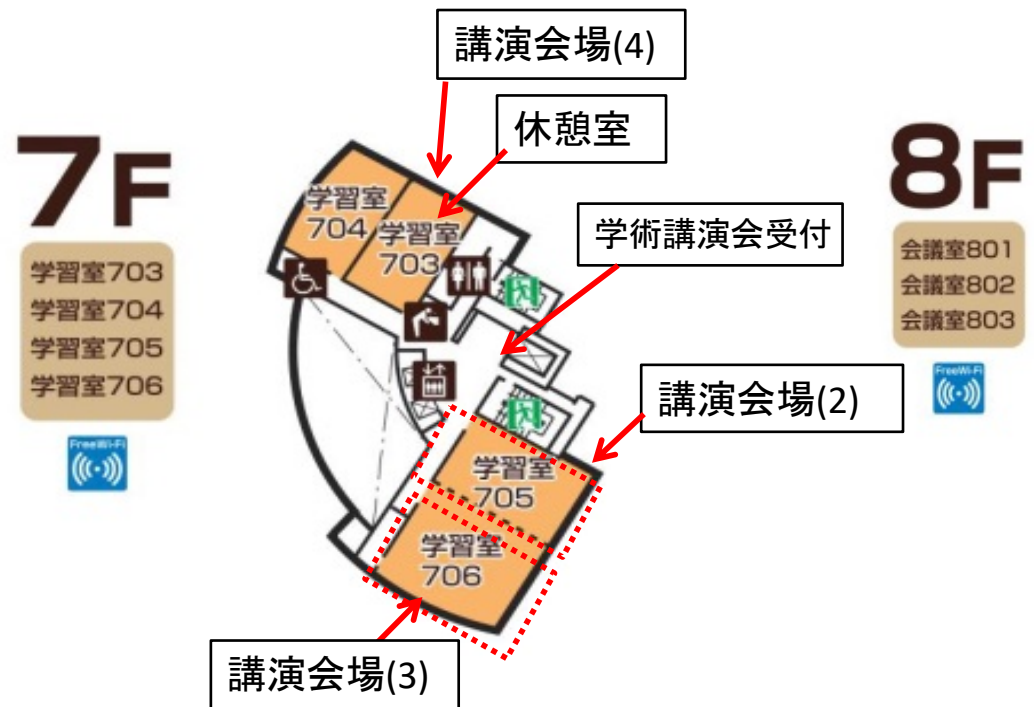 講演会場(4)
休憩室
7F
8F
学習室703
学習室704
学習室705
学習室706
FreeWi-Fi
学習室
704
学習室
703
学術講演会受付
会議室801
会議室802
会議室803
FreeWi-Fi
講演会場(2)
学習室
705
学習室
706
講演会場(3)